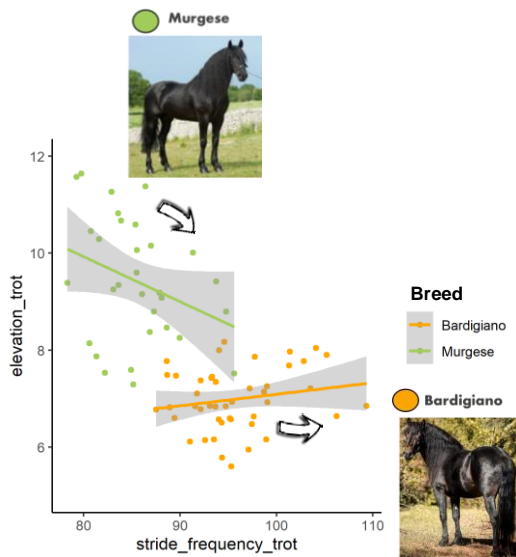 Murgese
12
10
8
6
elevation_trot
80
90
100
110
stride_frequency_trot
Breed
Bardigiano
Murgese
Bardigiano